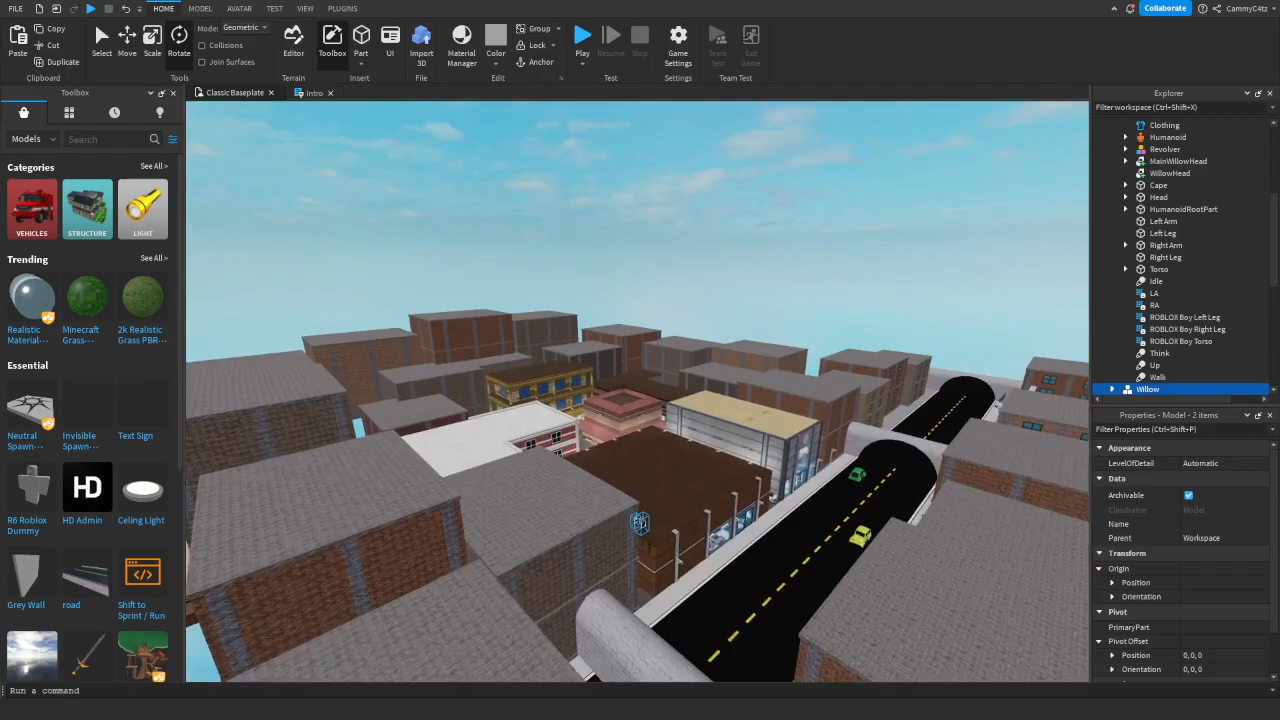 FILE
HOME MODEL AVATAR TEST VIEW PLUGINS
Collaborate CammyC4tz
Paste Copy Cut Duplicate
Select Move Scale Rotate
Mode: Geometric
Collisions
Join Surfaces
Editor Toolbox Part UI Import 3D
Material Manager Color
Group
Lock
Anchor
Play Resume Stop
Game Settings Team Test Exit Game
Clipboard Tools Terrain Insert File Edit Test Settings Team Test
Toolbox
ClassicBaseplate Intro
Explorer
Filter workspace (Ctrl+Shift+X)
Models Search
Categories See All >
VEHICLES STRUCTURE LIGHT
Trending See All >
Realistic Material···
Minecraft Grass···
2k Realistic Grass PBR···
Essential See All >
Neutral Spawn···
Invisible Spawn···
Text Sign
HD
R6 Roblox Dummy
HD Admin
Celing Light
Grey Wall
road
Shift to Sprint / Run
Clothing
Humanoid
Revolver
MainWillowHead
WillowHead
Cape
Head
HumanoidRootPart
Left Arm
Left Leg
Right Arm
Right Leg
Torso
Idle
LA
RA
ROBLOX Boy Left Leg
ROBLOX Boy Right Leg
ROBLOX Boy Torso
Think
Up
Walk
Willow
Properties - Model - 2 items
Filter Properties (Ctrl+Shift+P)
Appearance
LevelOfDetail Automatic
Data
Archivable
ClassName Model
Name
Parent Workspace
Transform
Origin
Position
Orientation
Pivot
PrimaryPart
Pivot Offset
Position 0,0,0
Orientation 0,0,0
Run a command